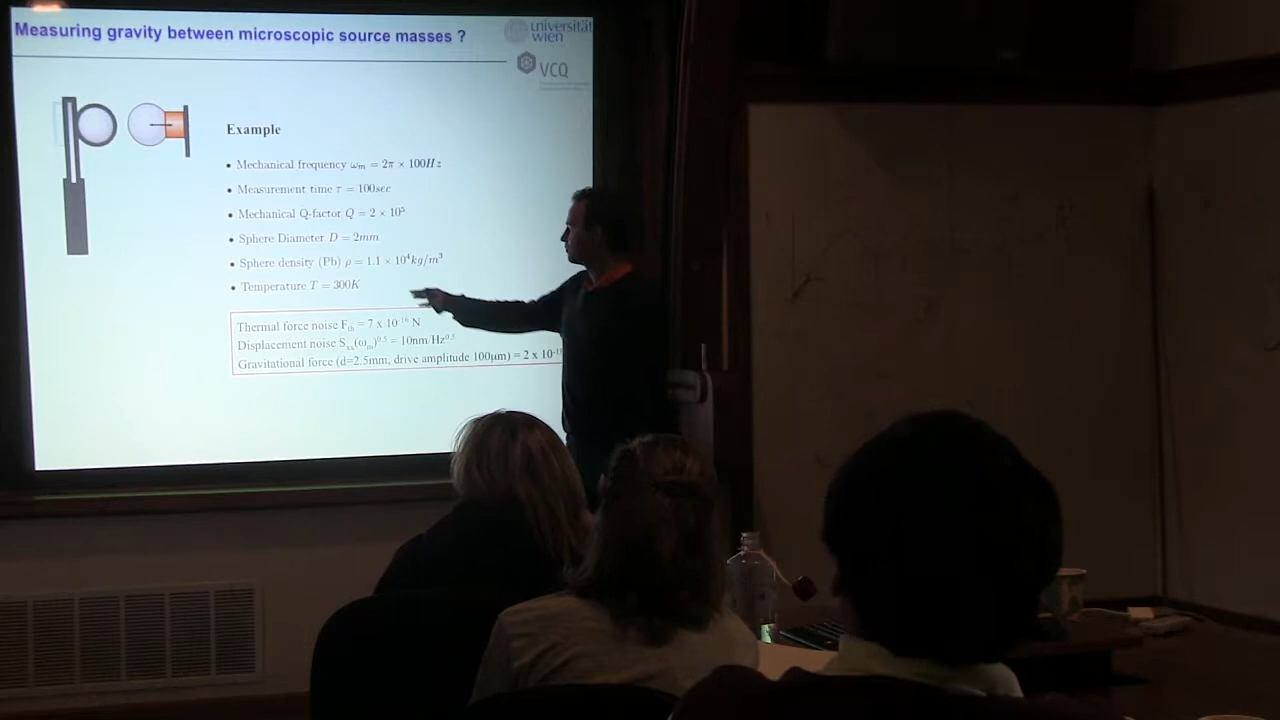 Measuring gravity between microscopic source masses ?
universität
wien
VCQ
Example
• Mechanical frequency ωₘ = 2π × 100Hz
• Measurement time τ = 100sec
• Mechanical Q-factor Q = 2 × 10⁵
• Sphere Diameter D = 2mm
• Sphere density (Pb) ρ = 1.1 × 10⁴kg/m³
• Temperature T = 300K
Thermal force noise Fₜₕ = 7 x 10⁻¹⁶ N
Displacement noise Sₓₓ(ωₘ)⁰·⁵ = 10nm/Hz⁰·⁵
Gravitational force (d=2.5mm, drive amplitude 100μm) = 2 x 10